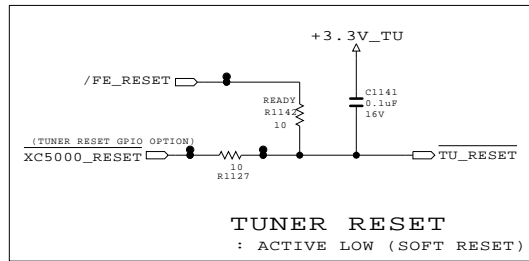 +3.3V_TU
/FE_RESET
READY
R1142
10
C1141
0.1uF
16V
(TUNER RESET GPIO OPTION)
XC5000_RESET
10
R1127
TU_RESET
TUNER RESET
: ACTIVE LOW (SOFT RESET)